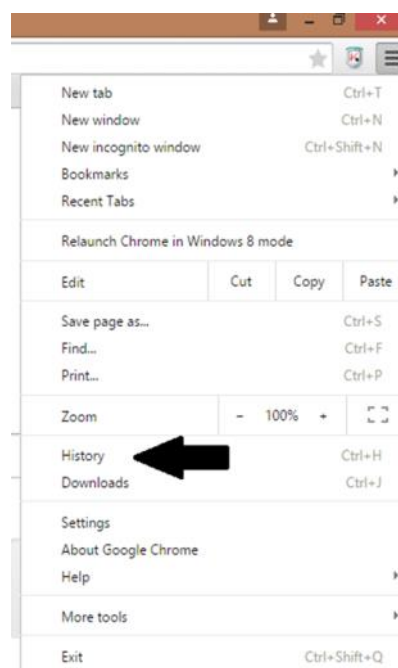 New tab Ctrl+T
New window Ctrl+N
New incognito window Ctrl+Shift+N
Bookmarks
Recent Tabs
Relaunch Chrome in Windows 8 mode
Edit Cut Copy Paste
Save page as... Ctrl+S
Find... Ctrl+F
Print... Ctrl+P
Zoom - 100% +
History Ctrl+H
Downloads Ctrl+J
Settings
About Google Chrome
Help
More tools
Exit Ctrl+Shift+Q